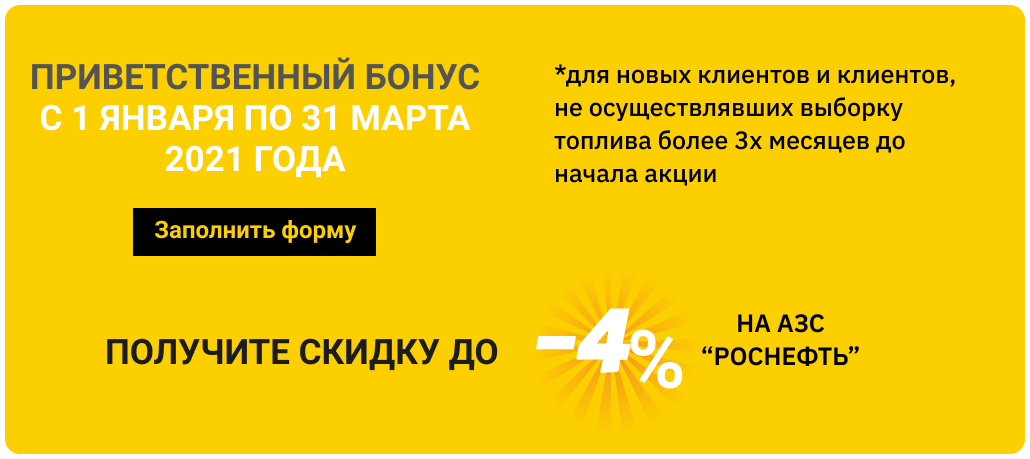 ПРИВЕТСТВЕННЫЙ БОНУС
С 1 ЯНВАРЯ ПО 31 МАРТА
2021 ГОДА
Заполнить форму
*для новых клиентов и клиентов,
не осуществлявших выборку
топлива более 3х месяцев до
начала акции
ПОЛУЧИТЕ СКИДКУ ДО
-4%
НА АЗС
“РОСНЕФТЬ”